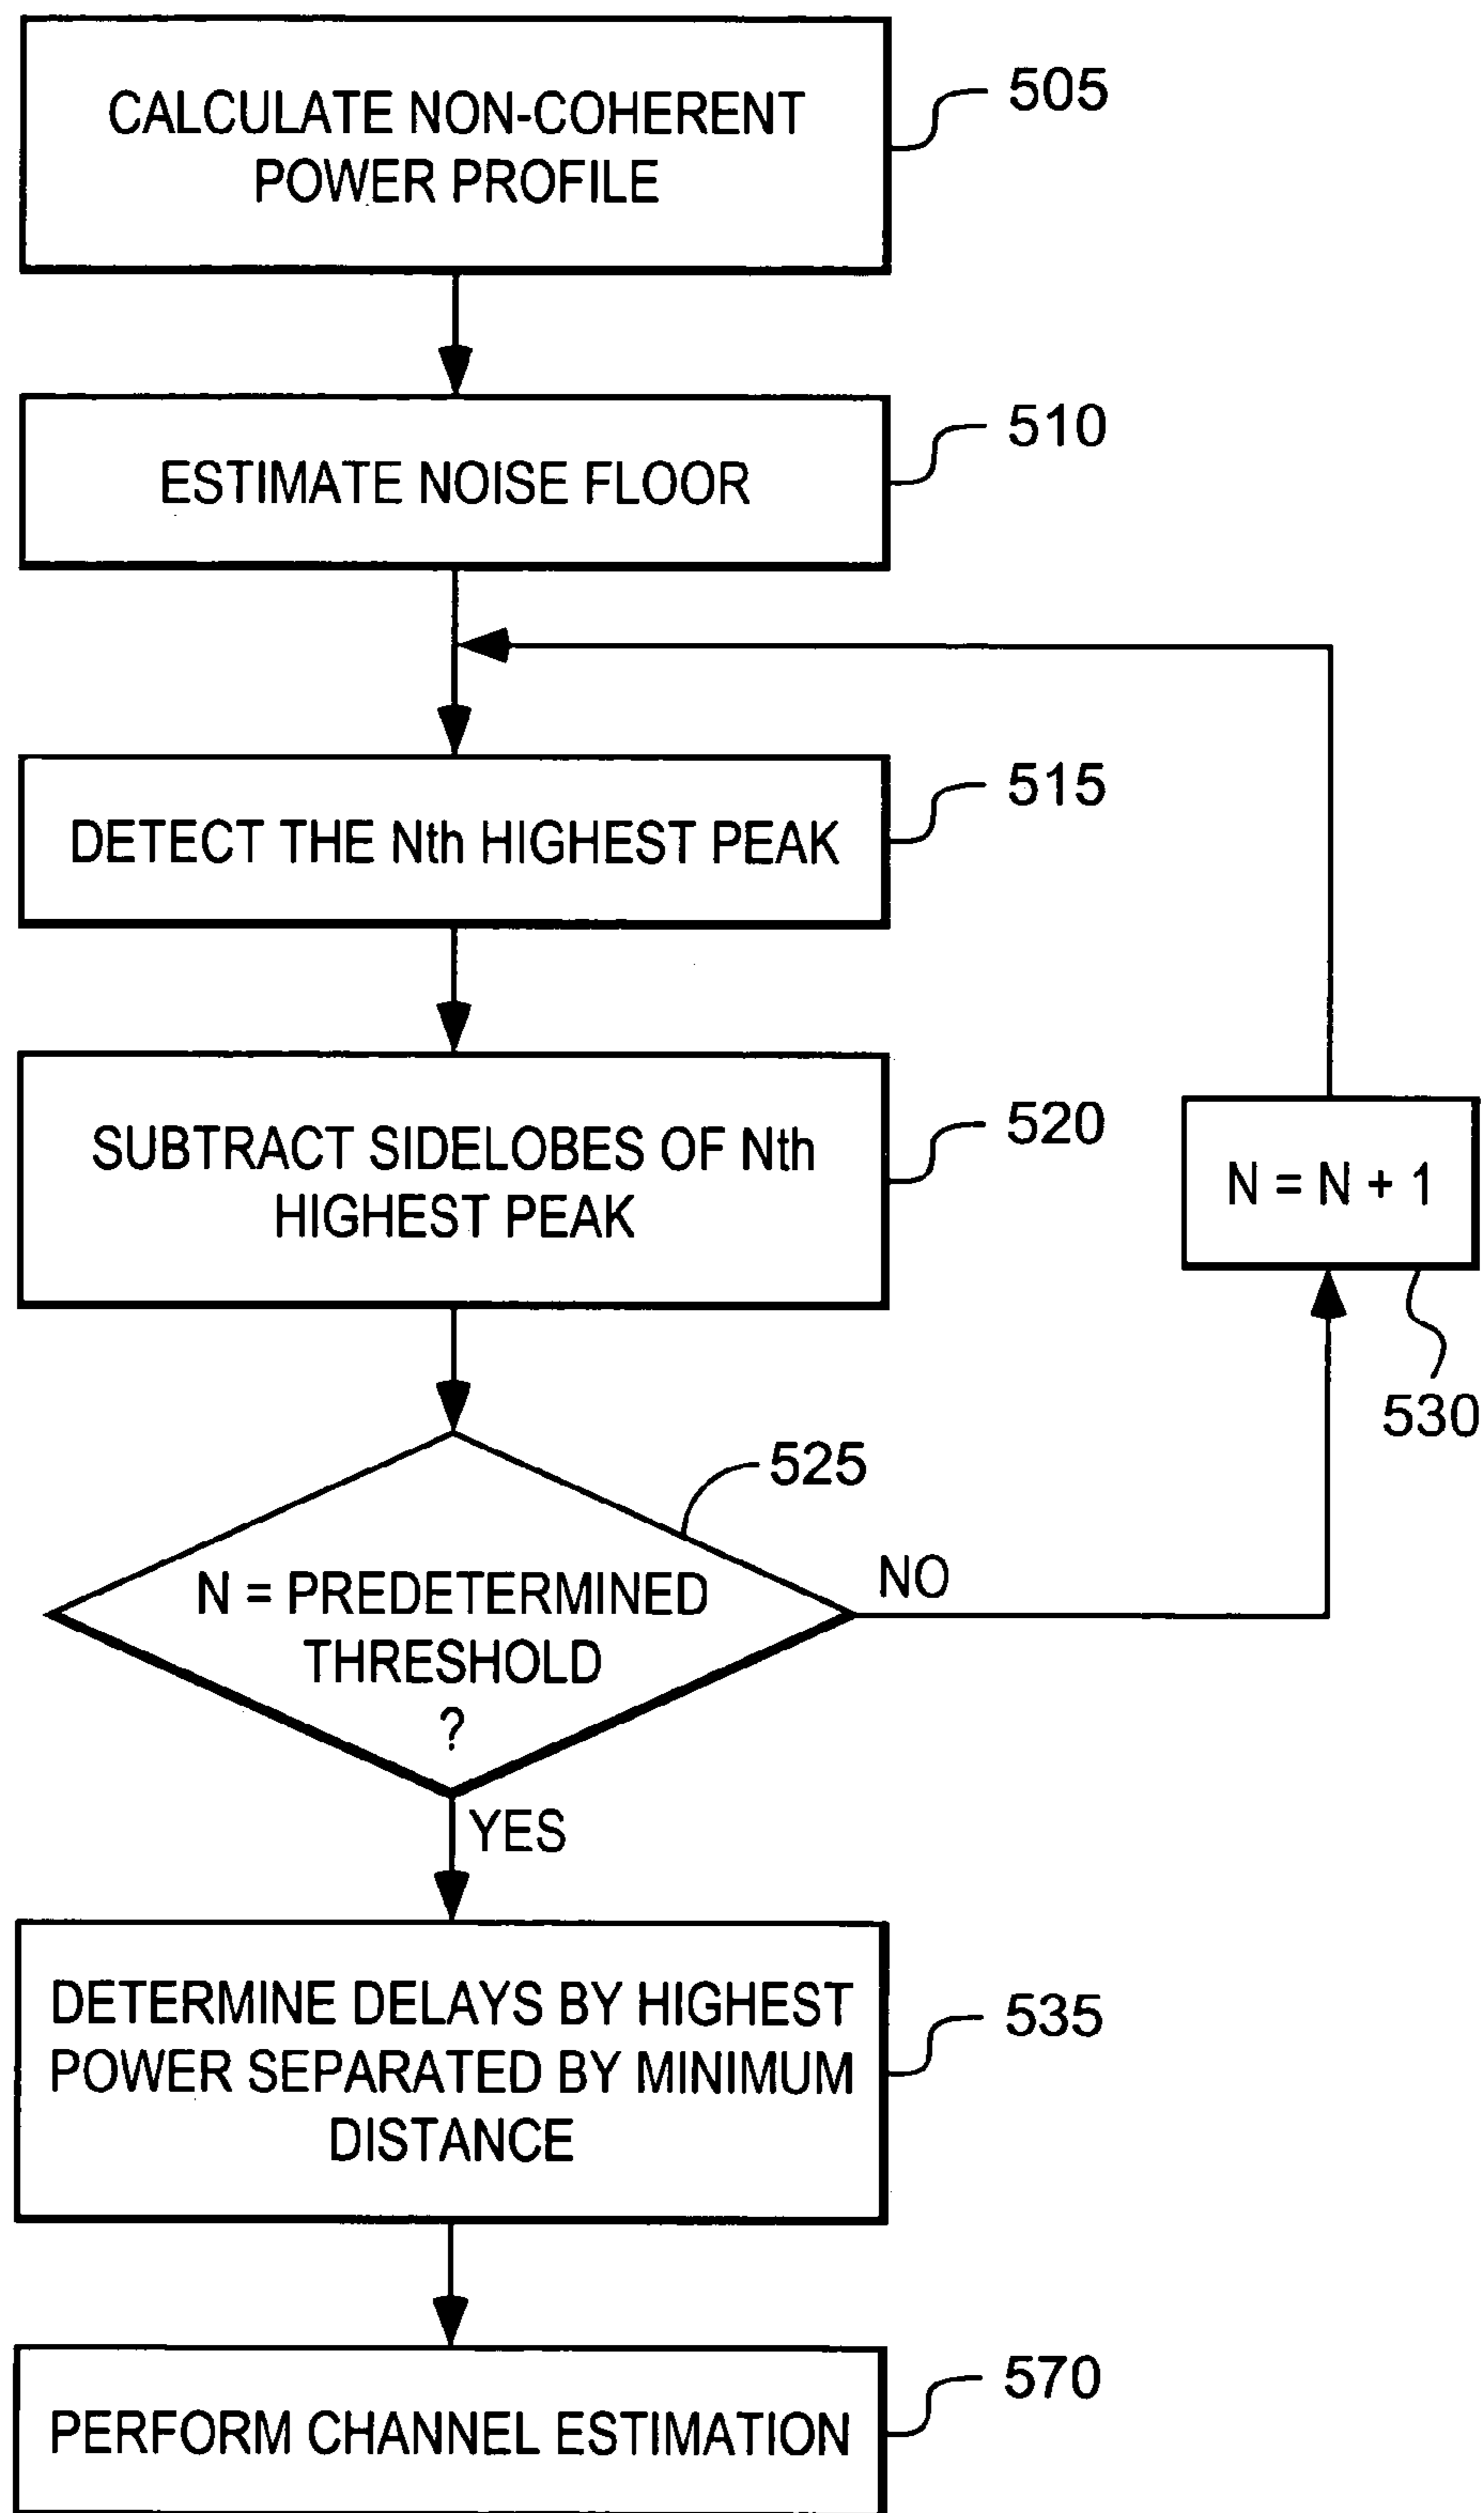 CALCULATE NON-COHERENT
POWER PROFILE
505
ESTIMATE NOISE FLOOR
510
DETECT THE Nth HIGHEST PEAK
515
SUBTRACT SIDELOBES OF Nth
HIGHEST PEAK
520
N = N + 1
530
525
N = PREDETERMINED
THRESHOLD
?
NO
YES
DETERMINE DELAYS BY HIGHEST
POWER SEPARATED BY MINIMUM
DISTANCE
535
PERFORM CHANNEL ESTIMATION
570